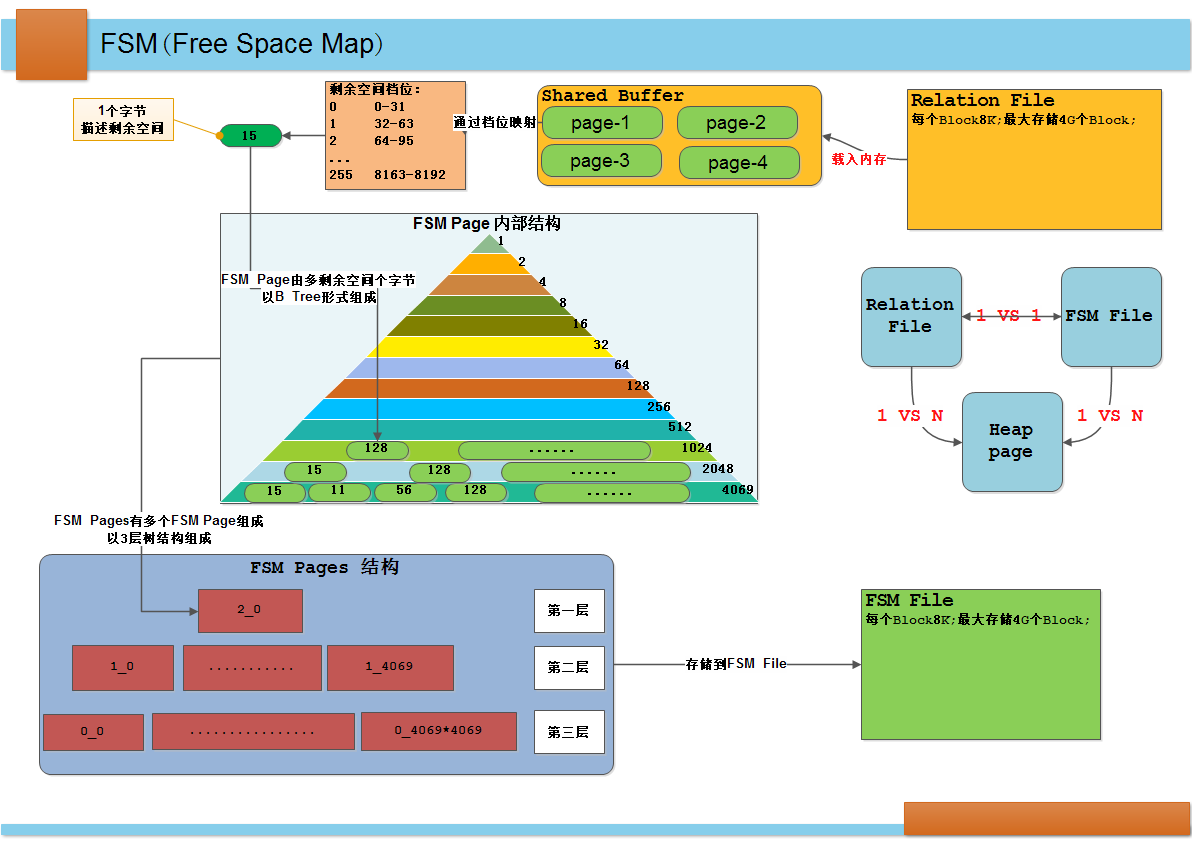 FSM(Free Space Map)
1个字节
描述剩余空间
15
剩余空间档位：
0 0-31
1 32-63
2 64-95
...
255 8163-8192
通过档位映射
Shared Buffer
page-1
page-2
page-3
page-4
载入内存
Relation File
每个Block8K;最大存储4G个Block;
FSM Page 内部结构
1
2
4
8
16
32
64
128
256
512
1024
2048
4069
FSM_Page由多剩余空间个字节
以B_Tree形式组成
128
......
15
128
......
15
11
56
128
......
Relation
File
1 VS 1
FSM File
1 VS N
1 VS N
Heap
page
FSM Pages有多个FSM Page组成
以3层树结构组成
FSM Pages 结构
2_0
第一层
1_0
...........
1_4069
第二层
0_0
................
0_4069*4069
第三层
存储到FSM File
FSM File
每个Block8K;最大存储4G个Block;